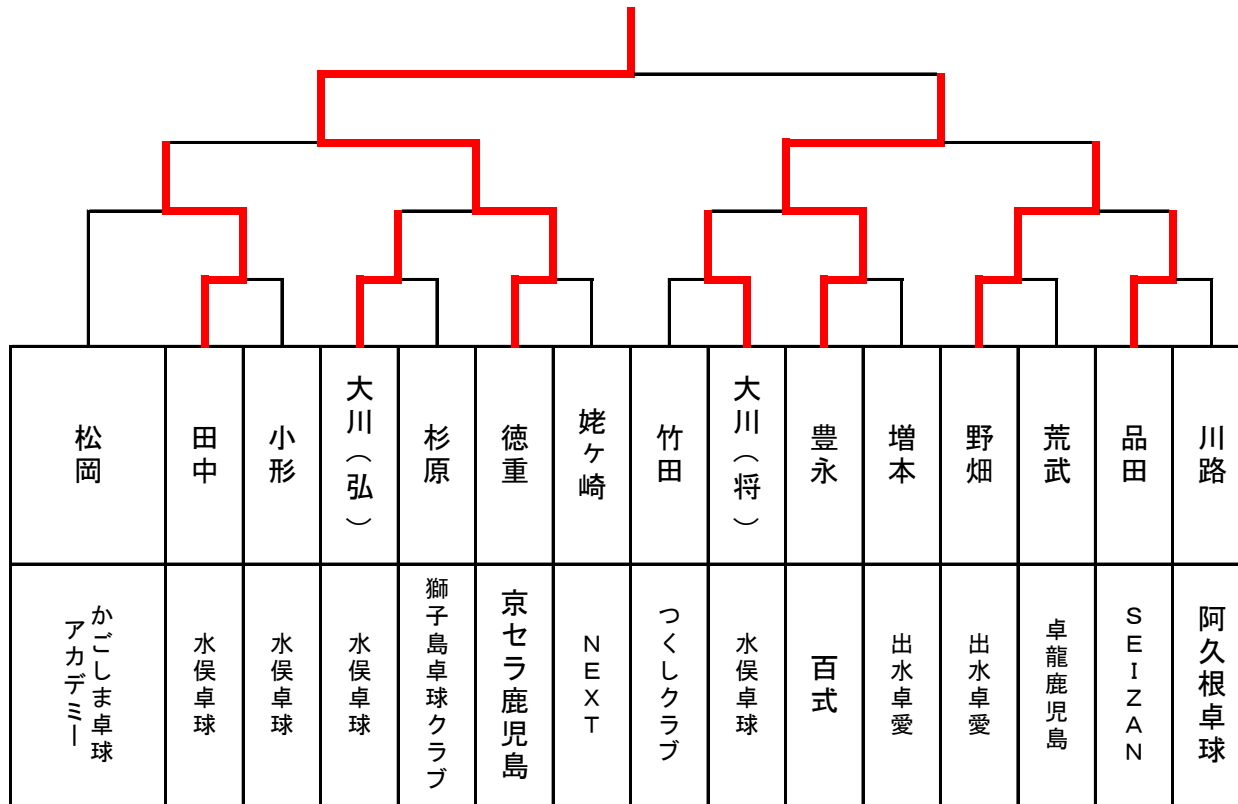 松岡
田中
小形
大川(弘)
杉原
徳重
姥ケ崎
竹田
大川(将)
豊永
増本
野畑
荒武
品田
川路
かごしま卓球
アカデミー
水俣卓球
水俣卓球
水俣卓球
獅子島卓球クラブ
京セラ鹿児島
NEXT
つくしクラブ
水俣卓球
百式
出水卓愛
出水卓愛
卓龍鹿児島
SEIZAN
阿久根卓球